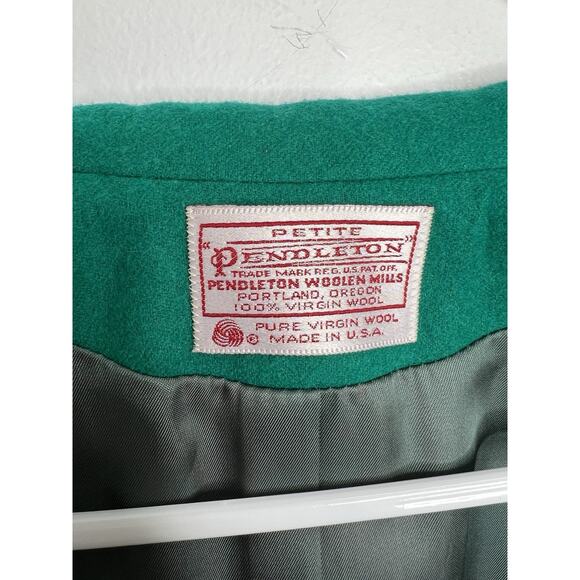 PETITE
"PENDLETON"
TRADE MARK REG. U.S. PAT. OFF.
PENDLETON WOOLEN MILLS
PORTLAND, OREGON
100% VIRGIN WOOL
® PURE VIRGIN WOOL
MADE IN U.S.A.